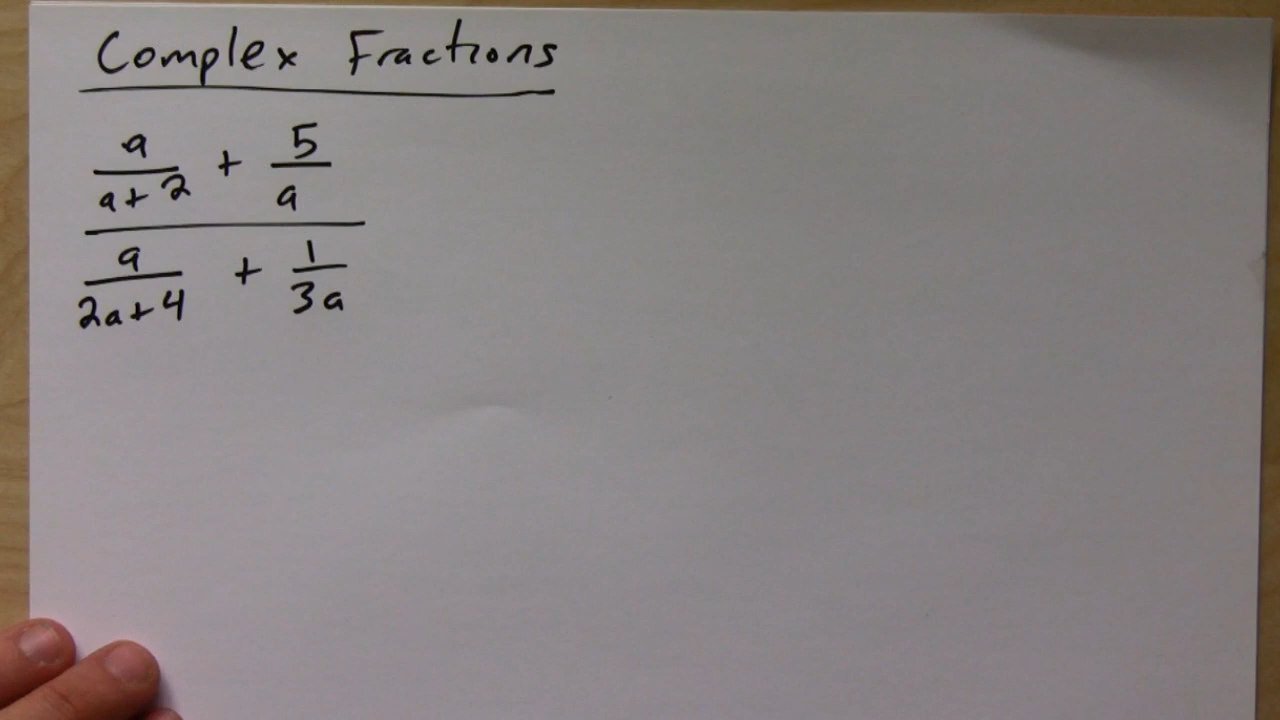 Complex Fractions
a/(a+2) + 5/a
a/(2a+4) + 1/(3a)